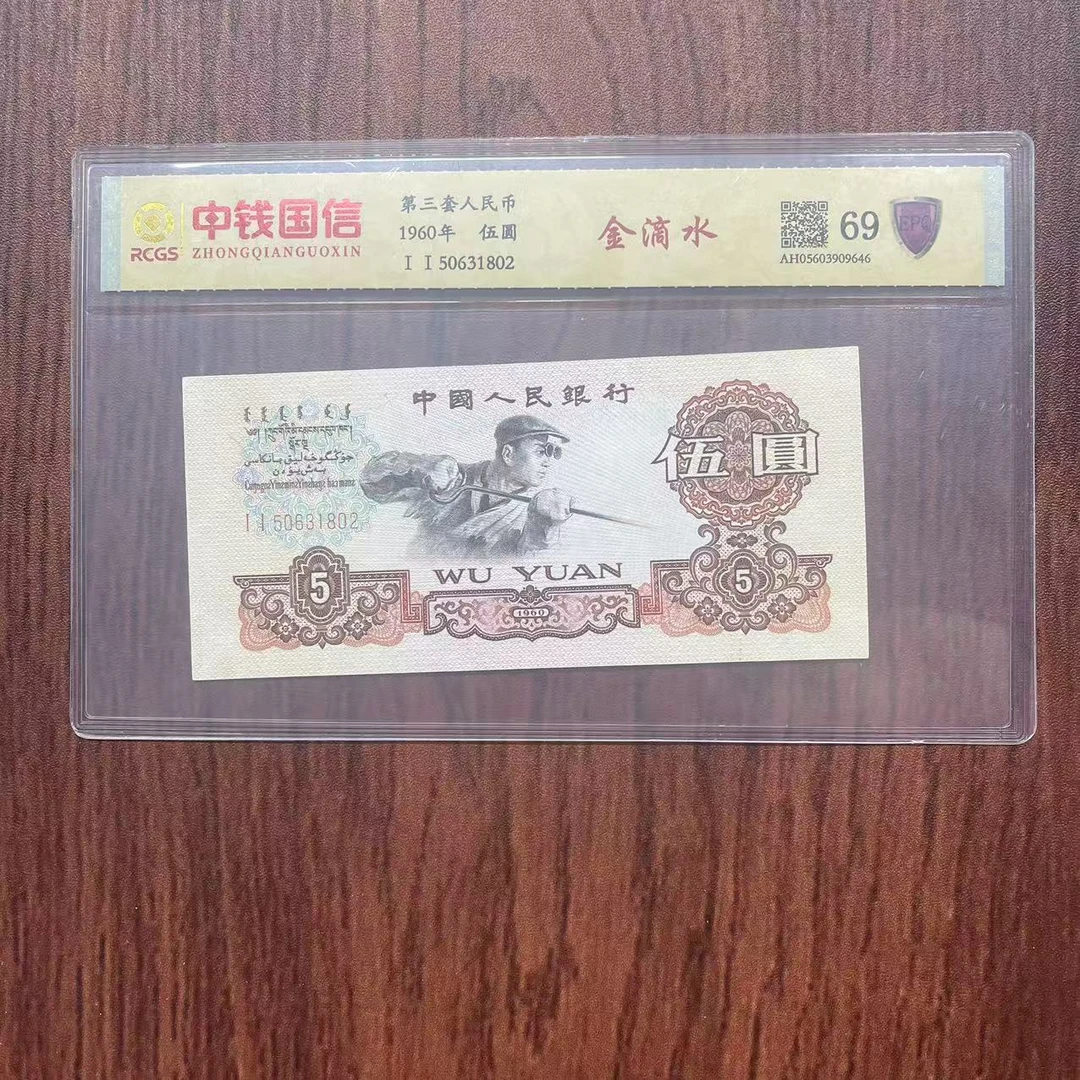 RCGS
中钱国信
ZHONGQIANGUOXIN
第三套人民币
1960年 伍圆
I I 50631802
金滴水
69
EPQ
AH05603909646
中國人民銀行
伍圓
I I 50631802
WU YUAN
5
1960
5